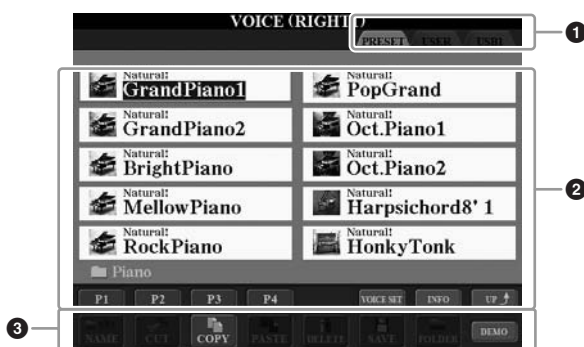 VOICE (RIGHT1)
PRESET USER USB1
1
Natural!
GrandPiano1
Natural!
PopGrand
Natural!
GrandPiano2
Natural!
Oct.Piano1
Natural!
BrightPiano
Natural!
Oct.Piano2
2
Natural!
MellowPiano
Natural!
Harpsichord8' 1
Natural!
RockPiano
Natural!
HonkyTonk
Piano
P1 P2 P3 P4 VOICE SET INFO UP
3
NAME CUT COPY PASTE DELETE SAVE FOLDER DEMO